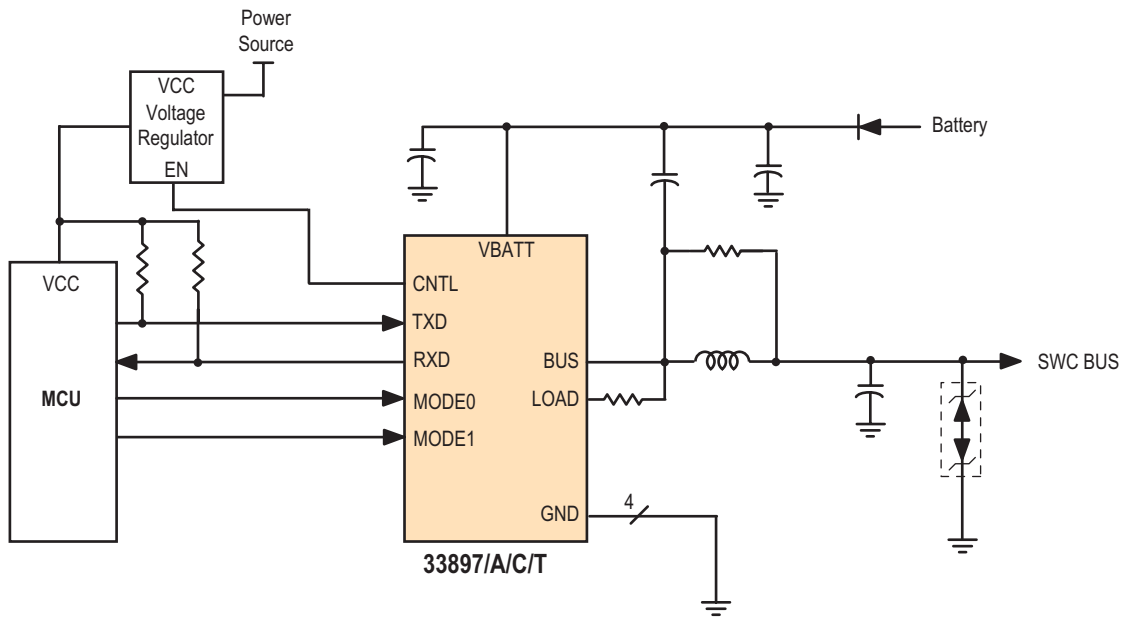 Power
Source
VCC
Voltage
Regulator
EN
Battery
VBATT
VCC
CNTL
TXD
RXD
BUS
SWC BUS
MCU
MODE0
LOAD
MODE1
4
GND
33897/A/C/T